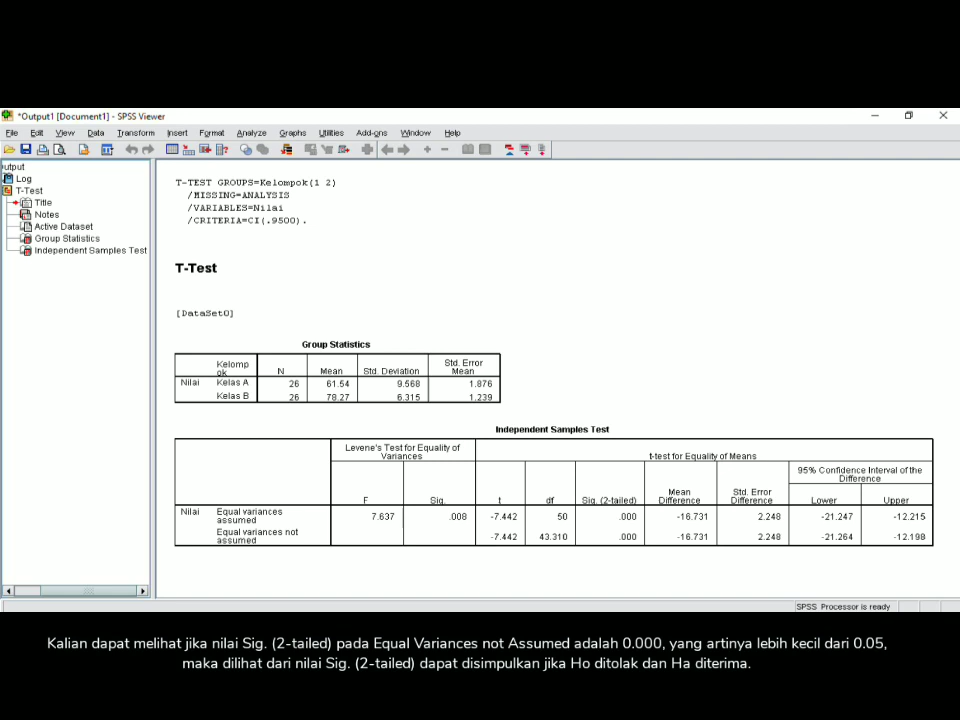 *Output1 [Document1] - SPSS Viewer
File Edit View Data Transform Insert Format Analyze Graphs Utilities Add-ons Window Help
utput
Log
T-Test
Title
Notes
Active Dataset
Group Statistics
Independent Samples Test
T-TEST GROUPS=Kelompok(1 2)
/MISSING=ANALYSIS
/VARIABLES=Nilai
/CRITERIA=CI(.9500).
T-Test
[DataSet0]
Group Statistics
Kelomp
ok N Mean Std. Deviation Std. Error
Mean
Nilai Kelas A 26 61.54 9.568 1.876
Kelas B 26 78.27 6.315 1.239
Independent Samples Test
Levene's Test for Equality of
Variances
t-test for Equality of Means
95% Confidence Interval of the
Difference
F Sig. t df Sig. (2-tailed) Mean
Difference Std. Error
Difference Lower Upper
Nilai Equal variances
assumed 7.637 .008 -7.442 50 .000 -16.731 2.248 -21.247 -12.215
Equal variances not
assumed -7.442 43.310 .000 -16.731 2.248 -21.264 -12.198
SPSS Processor is ready
Kalian dapat melihat jika nilai Sig. (2-tailed) pada Equal Variances not Assumed adalah 0.000, yang artinya lebih kecil dari 0.05,
maka dilihat dari nilai Sig. (2-tailed) dapat disimpulkan jika Ho ditolak dan Ha diterima.